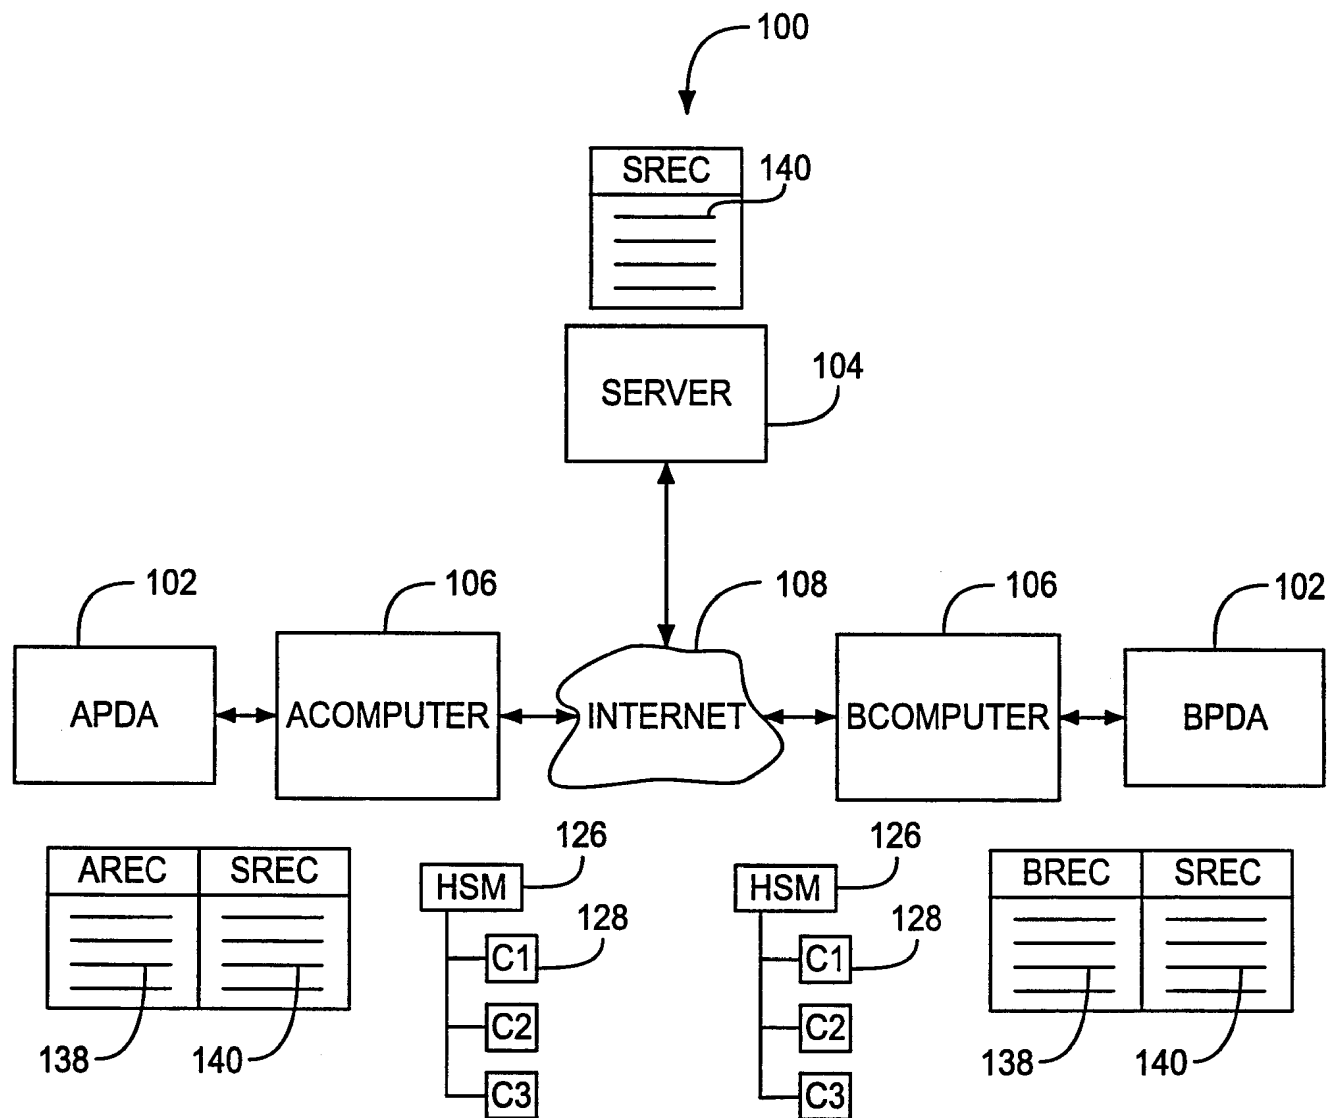 100
SREC
140
SERVER
104
102
106
108
106
102
APDA
ACOMPUTER
INTERNET
BCOMPUTER
BPDA
AREC
SREC
138
140
HSM
126
C1
128
C2
C3
HSM
126
C1
128
C2
C3
BREC
SREC
138
140